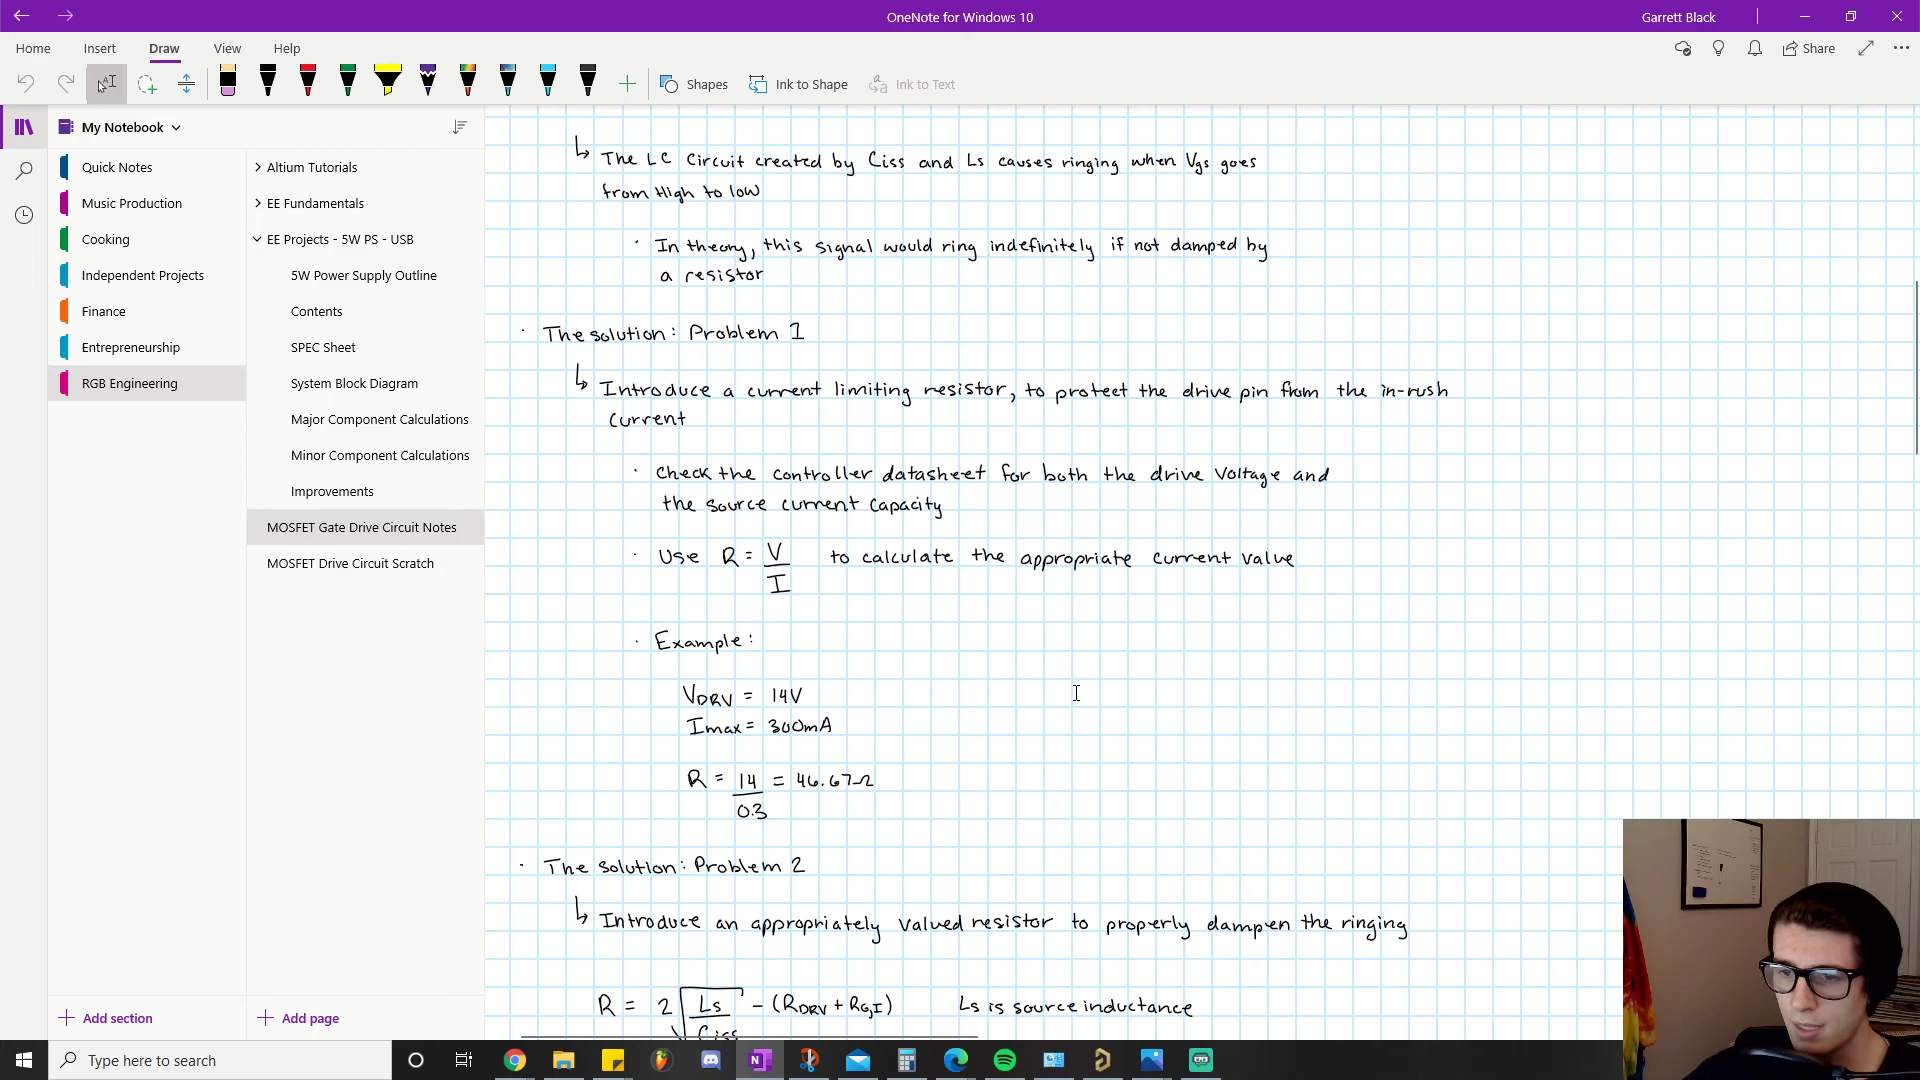 OneNote for Windows 10
Garrett Black
Home
Insert
Draw
View
Help
Share
Shapes
Ink to Shape
Ink to Text
My Notebook
Quick Notes
Music Production
Cooking
Independent Projects
Finance
Entrepreneurship
RGB Engineering
Add section
Altium Tutorials
EE Fundamentals
EE Projects - 5W PS - USB
5W Power Supply Outline
Contents
SPEC Sheet
System Block Diagram
Major Component Calculations
Minor Component Calculations
Improvements
MOSFET Gate Drive Circuit Notes
MOSFET Drive Circuit Scratch
Add page
↳ The LC Circuit created by Ciss and Ls causes ringing when Vgs goes
from High to low
· In theory, this signal would ring indefinitely if not damped by
a resistor
· The solution: Problem 1
↳ Introduce a current limiting resistor, to protect the drive pin from the in-rush
current
· Check the controller datasheet for both the drive Voltage and
the source current capacity
· Use R = V/I to calculate the appropriate current value
· Example:
VDRV = 14V
Imax = 300mA
R = 14/0.3 = 46.67Ω
· The solution: Problem 2
↳ Introduce an appropriately valued resistor to properly dampen the ringing
R = 2√(Ls/Ciss) - (RDRV + RG,I) Ls is source inductance
Type here to search